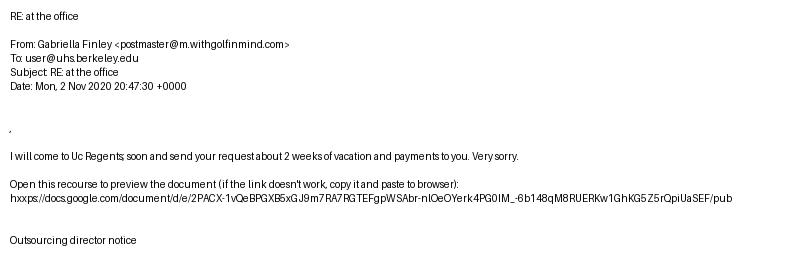 RE: at the office
From: Gabriella Finley <postmaster@m.withgolfinmind.com>
To: user@uhs.berkeley.edu
Subject: RE: at the office
Date: Mon, 2 Nov 2020 20:47:30 +0000
,
I will come to Uc Regents; soon and send your request about 2 weeks of vacation and payments to you. Very sorry.
Open this recourse to preview the document (if the link doesn't work, copy it and paste to browser):
hxxps://docs.google.com/document/d/e/2PACX-1vQeBPGXB5xGJ9m7RA7RGTEFgpWSAbr-nlOeOYerk4PG0IM_-6b148qM8RUERKw1GhKG5Z5rQpiUaSEF/pub
Outsourcing director notice